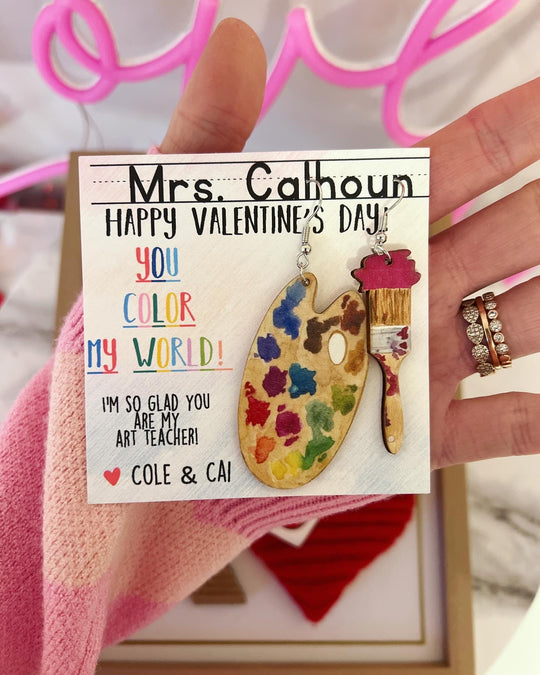 Mrs. Calhoun
HAPPY VALENTINE'S DAY,
YOU
COLOR
MY WORLD!
I'M SO GLAD YOU
ARE MY
ART TEACHER!
♥ COLE & CAI